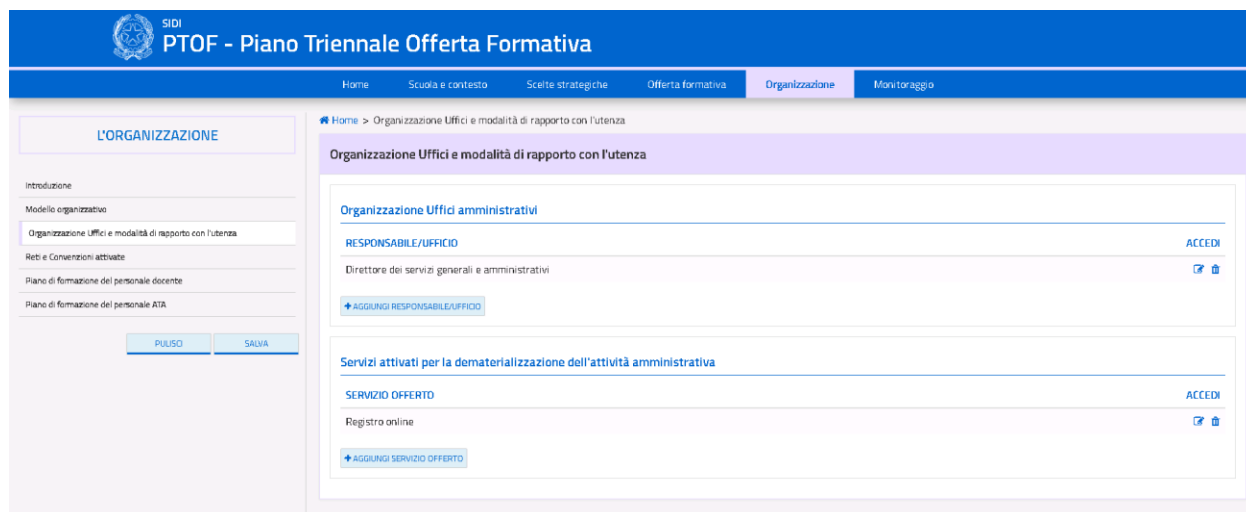 SIDI
PTOF - Piano Triennale Offerta Formativa
Home Scuola e contesto Scelte strategiche Offerta formativa Organizzazione Monitoraggio
L'ORGANIZZAZIONE
Introduzione
Modello organizzativo
Organizzazione Uffici e modalità di rapporto con l'utenza
Reti e Convenzioni attivate
Piano di formazione del personale docente
Piano di formazione del personale ATA
PULISCI SALVA
Home > Organizzazione Uffici e modalità di rapporto con l'utenza
Organizzazione Uffici e modalità di rapporto con l'utenza
Organizzazione Uffici amministrativi
RESPONSABILE/UFFICIO ACCEDI
Direttore dei servizi generali e amministrativi
+ AGGIUNGI RESPONSABILE/UFFICIO
Servizi attivati per la dematerializzazione dell'attività amministrativa
SERVIZIO OFFERTO ACCEDI
Registro online
+ AGGIUNGI SERVIZIO OFFERTO